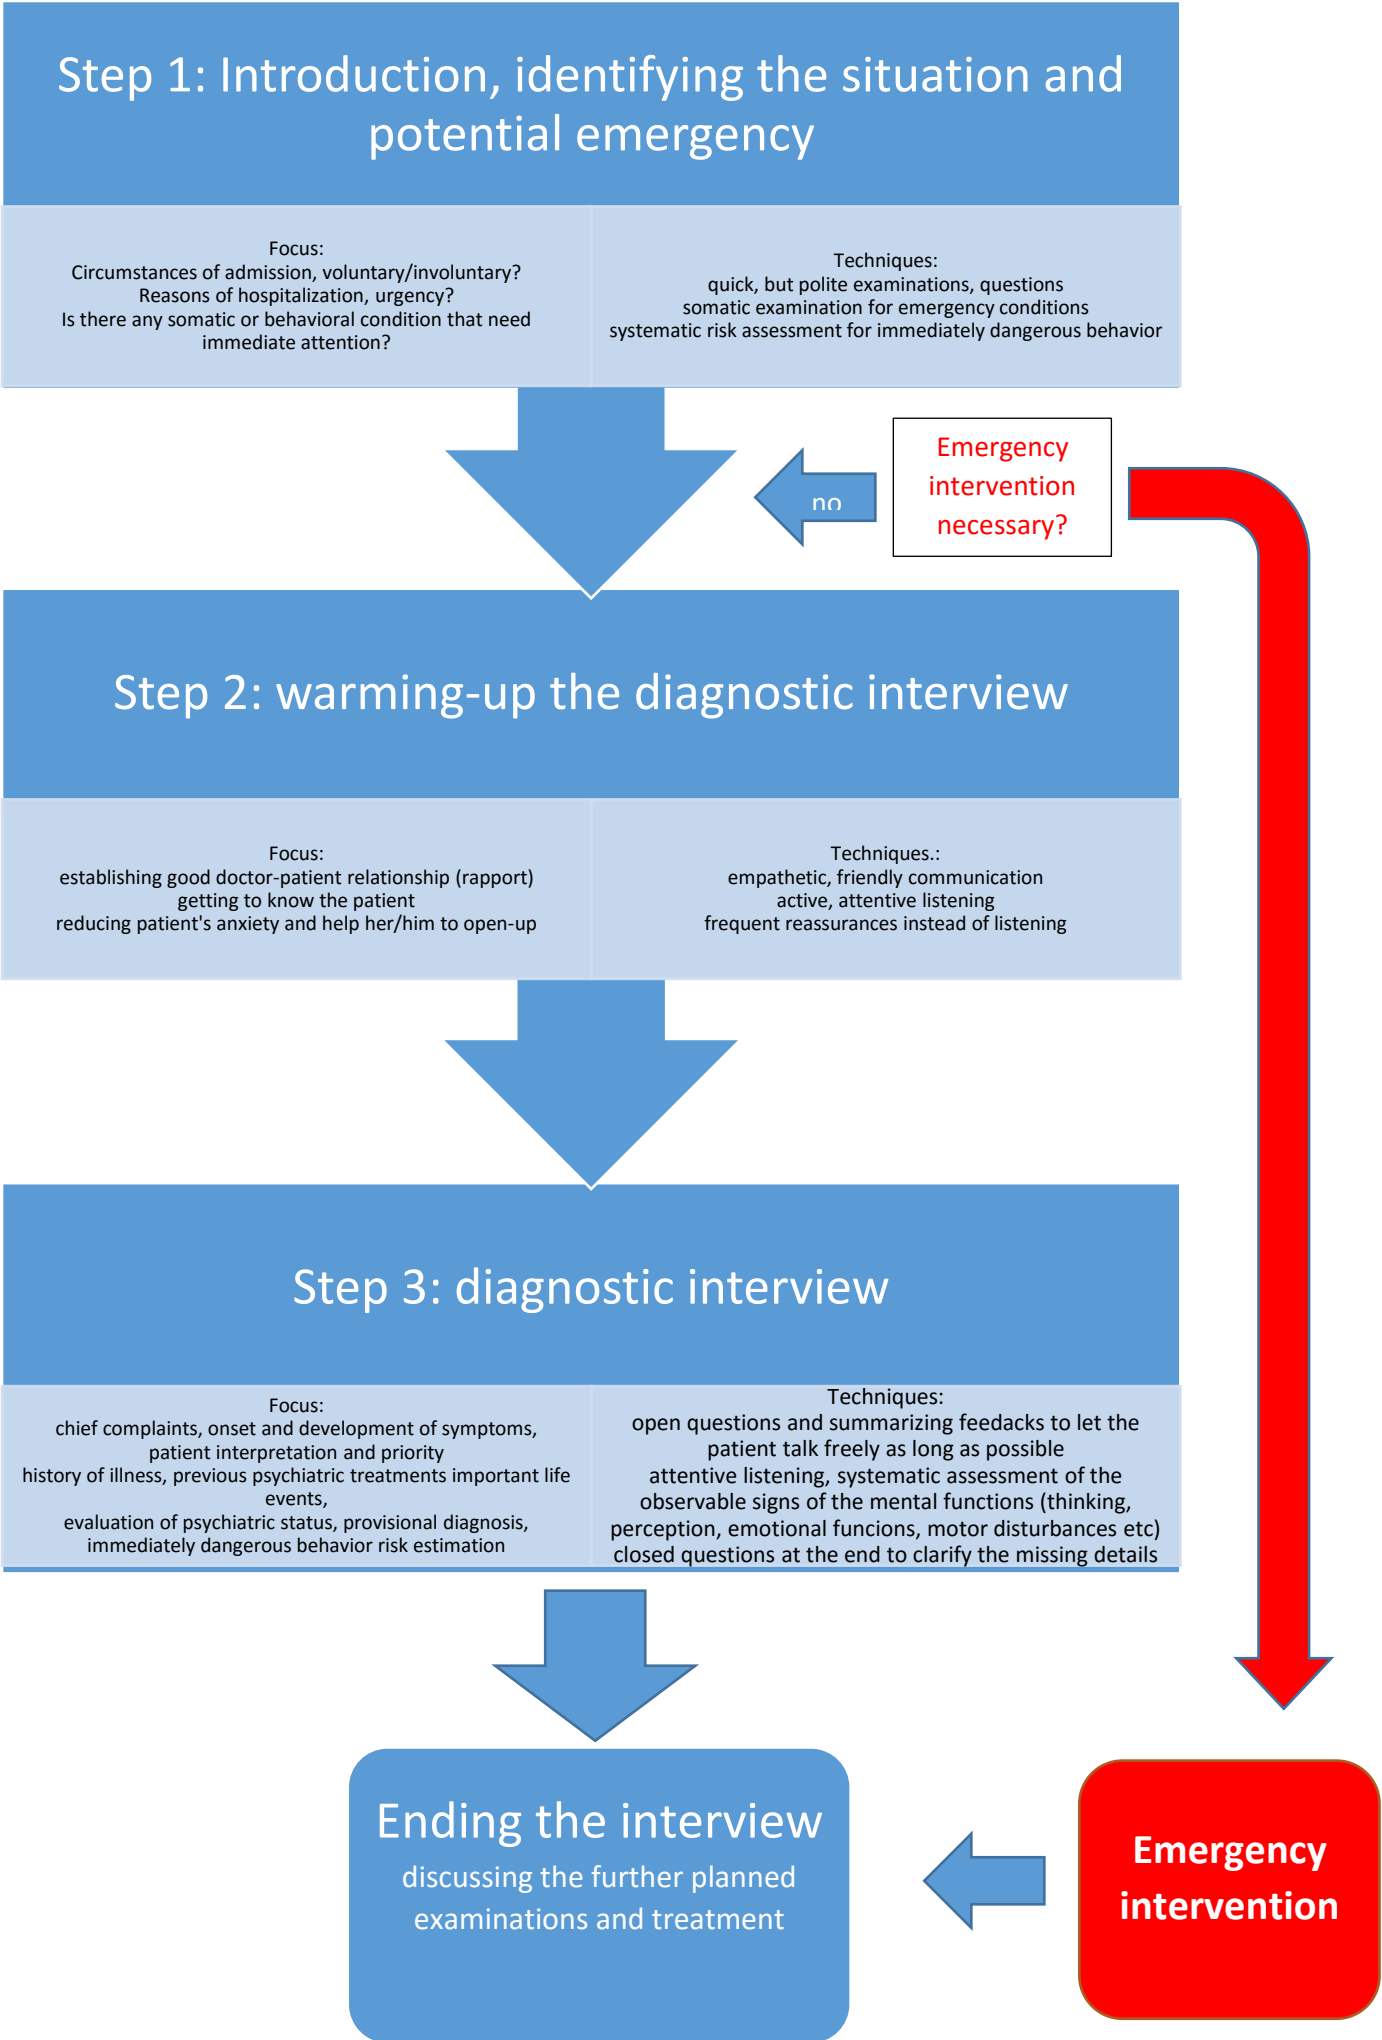 Step 1: Introduction, identifying the situation and
potential emergency
Focus:
Circumstances of admission, voluntary/involuntary?
Reasons of hospitalization, urgency?
Is there any somatic or behavioral condition that need
immediate attention?
Techniques:
quick, but polite examinations, questions
somatic examination for emergency conditions
systematic risk assessment for immediately dangerous behavior
Emergency
intervention
necessary?
no
Step 2: warming-up the diagnostic interview
Focus:
establishing good doctor-patient relationship (rapport)
getting to know the patient
reducing patient's anxiety and help her/him to open-up
Techniques.:
empathetic, friendly communication
active, attentive listening
frequent reassurances instead of listening
Step 3: diagnostic interview
Focus:
chief complaints, onset and development of symptoms,
patient interpretation and priority
history of illness, previous psychiatric treatments important life
events,
evaluation of psychiatric status, provisional diagnosis,
immediately dangerous behavior risk estimation
Techniques:
open questions and summarizing feedacks to let the
patient talk freely as long as possible
attentive listening, systematic assessment of the
observable signs of the mental functions (thinking,
perception, emotional funcions, motor disturbances etc)
closed questions at the end to clarify the missing details
Ending the interview
discussing the further planned
examinations and treatment
Emergency
intervention